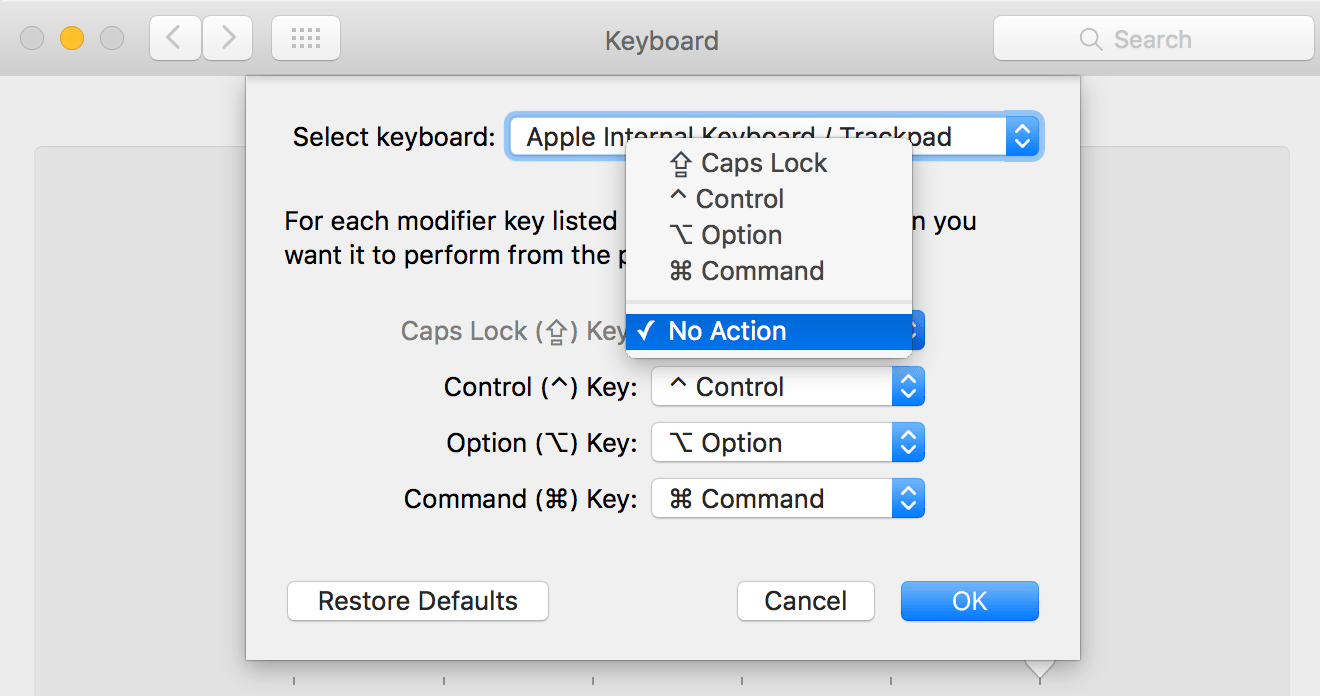 Keyboard
Search
Select keyboard: Apple Internal Keyboard / Trackpad
⇪ Caps Lock
^ Control
⌥ Option
⌘ Command
✓ No Action
For each modifier key listed n you
want it to perform from the
Caps Lock (⇪) Key
Control (^) Key: ^ Control
Option (⌥) Key: ⌥ Option
Command (⌘) Key: ⌘ Command
Restore Defaults Cancel OK